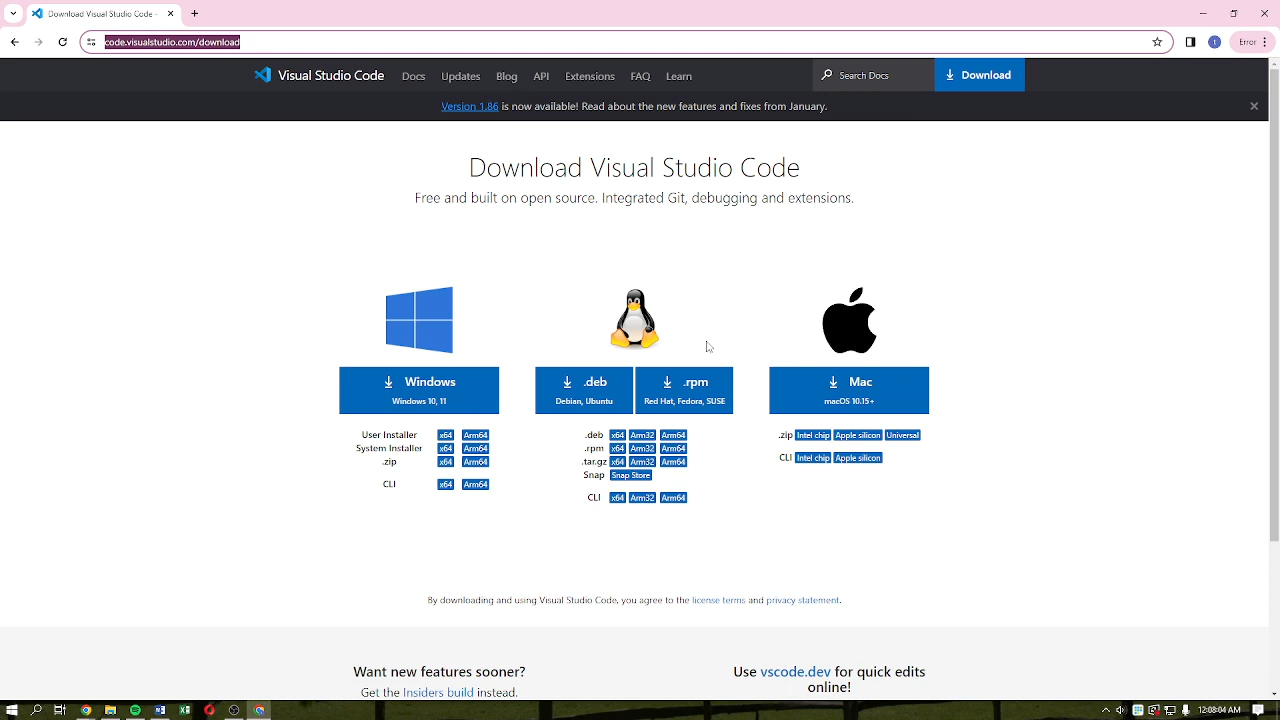 Download Visual Studio Code -
code.visualstudio.com/download
Error
Visual Studio Code Docs Updates Blog API Extensions FAQ Learn Search Docs Download
Version 1.86 is now available! Read about the new features and fixes from January.
Download Visual Studio Code
Free and built on open source. Integrated Git, debugging and extensions.
Windows
Windows 10, 11
User Installer x64 Arm64
System Installer x64 Arm64
.zip x64 Arm64
CLI x64 Arm64
.deb
Debian, Ubuntu
.rpm
Red Hat, Fedora, SUSE
.deb x64 Arm32 Arm64
.rpm x64 Arm32 Arm64
.tar.gz x64 Arm32 Arm64
Snap Snap Store
CLI x64 Arm32 Arm64
Mac
macOS 10.15+
.zip Intel chip Apple silicon Universal
CLI Intel chip Apple silicon
By downloading and using Visual Studio Code, you agree to the license terms and privacy statement.
Want new features sooner?
Get the Insiders build instead.
Use vscode.dev for quick edits
online!
12:08:04 AM